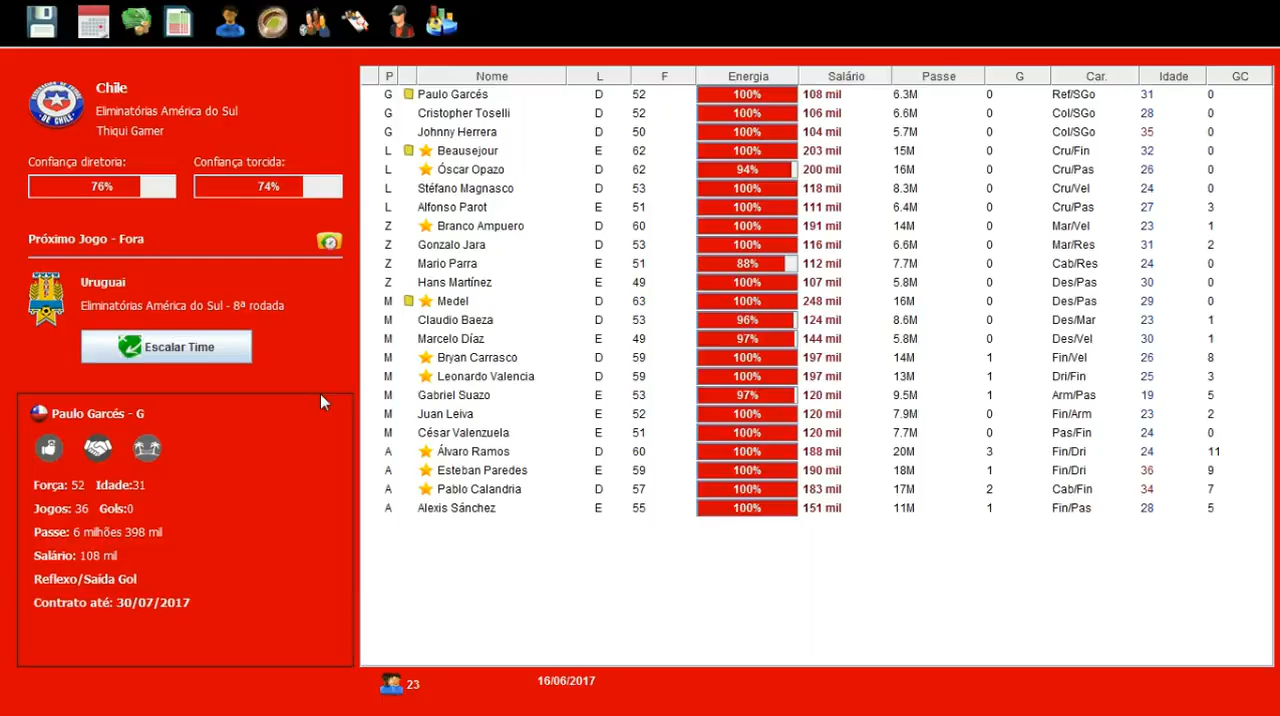 Chile
Eliminatórias América do Sul
Thiqui Gamer
Confiança diretoria: Confiança torcida:
76% 74%
Próximo Jogo - Fora
Uruguai
Eliminatórias América do Sul - 8ª rodada
Escalar Time
Paulo Garcés - G
Força: 52 Idade:31
Jogos: 36 Gols:0
Passe: 6 milhões 398 mil
Salário: 108 mil
Reflexo/Saída Gol
Contrato até: 30/07/2017
P Nome L F Energia Salário Passe G Car. Idade GC
G Paulo Garcés D 52 100% 108 mil 6.3M 0 Ref/SGo 31 0
G Cristopher Toselli D 52 100% 106 mil 6.6M 0 Col/SGo 28 0
G Johnny Herrera D 50 100% 104 mil 5.7M 0 Col/SGo 35 0
L Beausejour E 62 100% 203 mil 15M 0 Cru/Fin 32 0
L Óscar Opazo D 62 94% 200 mil 16M 0 Cru/Pas 26 0
L Stéfano Magnasco D 53 100% 118 mil 8.3M 0 Cru/Vel 24 0
L Alfonso Parot E 51 100% 111 mil 6.4M 0 Cru/Pas 27 3
Z Branco Ampuero D 60 100% 191 mil 14M 0 Mar/Vel 23 1
Z Gonzalo Jara D 53 100% 116 mil 6.6M 0 Mar/Res 31 2
Z Mario Parra E 51 88% 112 mil 7.7M 0 Cab/Res 24 0
Z Hans Martínez E 49 100% 107 mil 5.8M 0 Des/Pas 30 0
M Medel D 63 100% 248 mil 16M 0 Des/Pas 29 0
M Claudio Baeza D 53 96% 124 mil 8.6M 0 Des/Mar 23 1
M Marcelo Díaz E 49 97% 144 mil 5.8M 0 Des/Vel 30 1
M Bryan Carrasco D 59 100% 197 mil 14M 1 Fin/Vel 26 8
M Leonardo Valencia D 59 100% 197 mil 13M 1 Dri/Fin 25 3
M Gabriel Suazo E 53 97% 120 mil 9.5M 0 Arm/Pas 19 5
M Juan Leiva E 52 100% 120 mil 7.9M 0 Fin/Arm 23 2
M César Valenzuela E 51 100% 120 mil 7.7M 0 Pas/Fin 24 0
A Álvaro Ramos D 60 100% 188 mil 20M 3 Fin/Dri 24 11
A Esteban Paredes E 59 100% 190 mil 18M 1 Fin/Dri 36 9
A Pablo Calandria D 57 100% 183 mil 17M 2 Cab/Fin 34 7
A Alexis Sánchez E 55 100% 151 mil 11M 1 Fin/Pas 28 5
23 16/06/2017